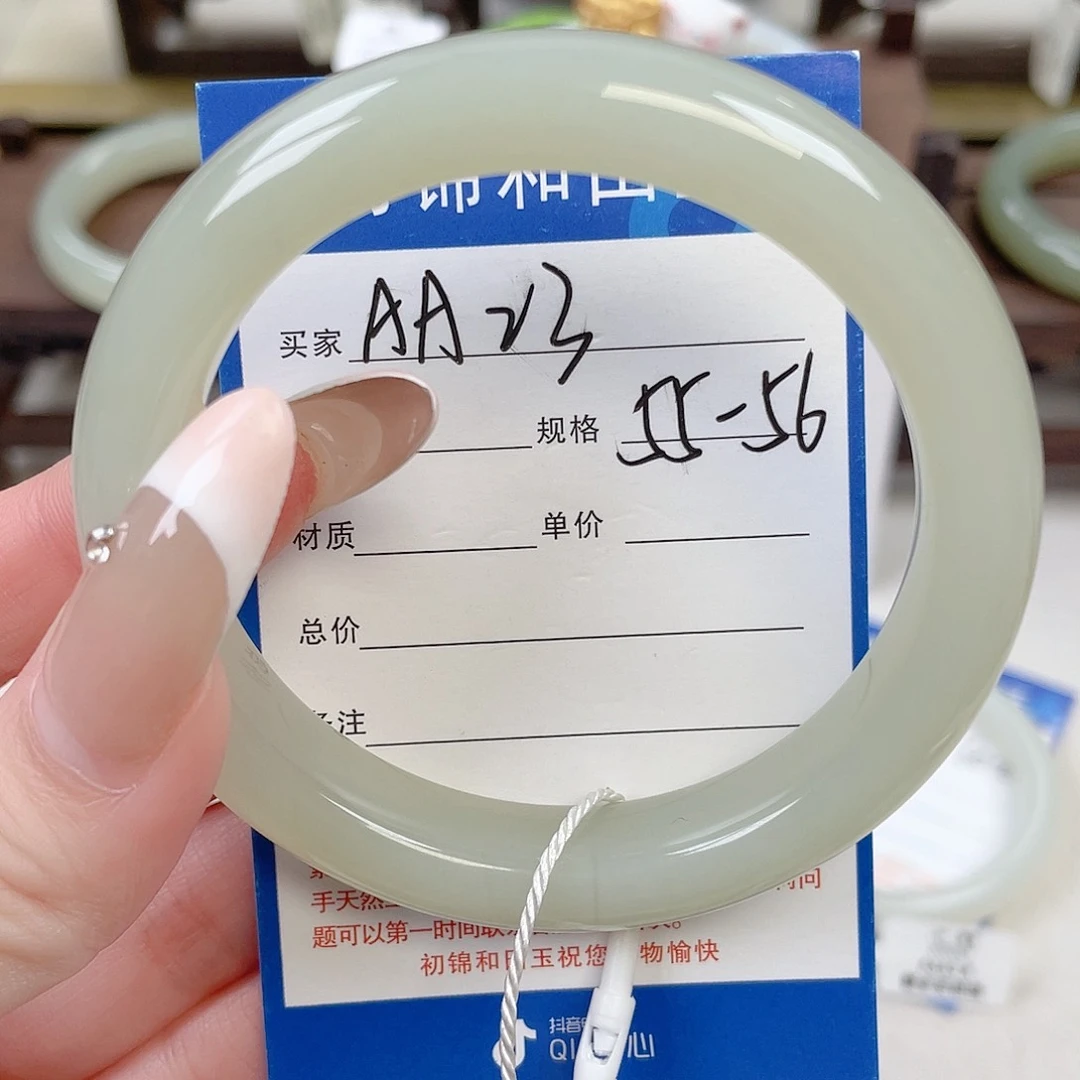 锦和田
买家 AA23
规格 55-56
材质 单价
总价
注
手天然
题可以第一时间联
初锦和田玉祝您 物愉快
抖音
QI 心